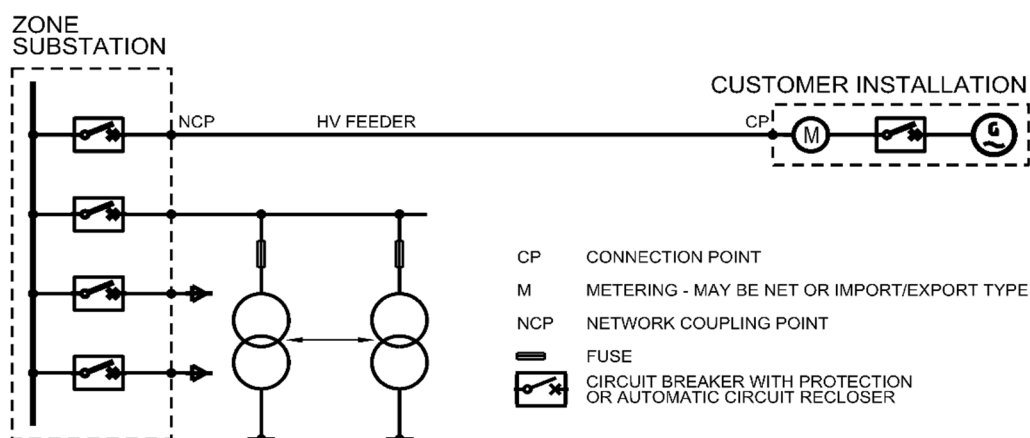 ZONE
SUBSTATION
CUSTOMER INSTALLATION
NCP
HV FEEDER
CP
M
G
CP CONNECTION POINT
M METERING - MAY BE NET OR IMPORT/EXPORT TYPE
NCP NETWORK COUPLING POINT
FUSE
CIRCUIT BREAKER WITH PROTECTION
OR AUTOMATIC CIRCUIT RECLOSER